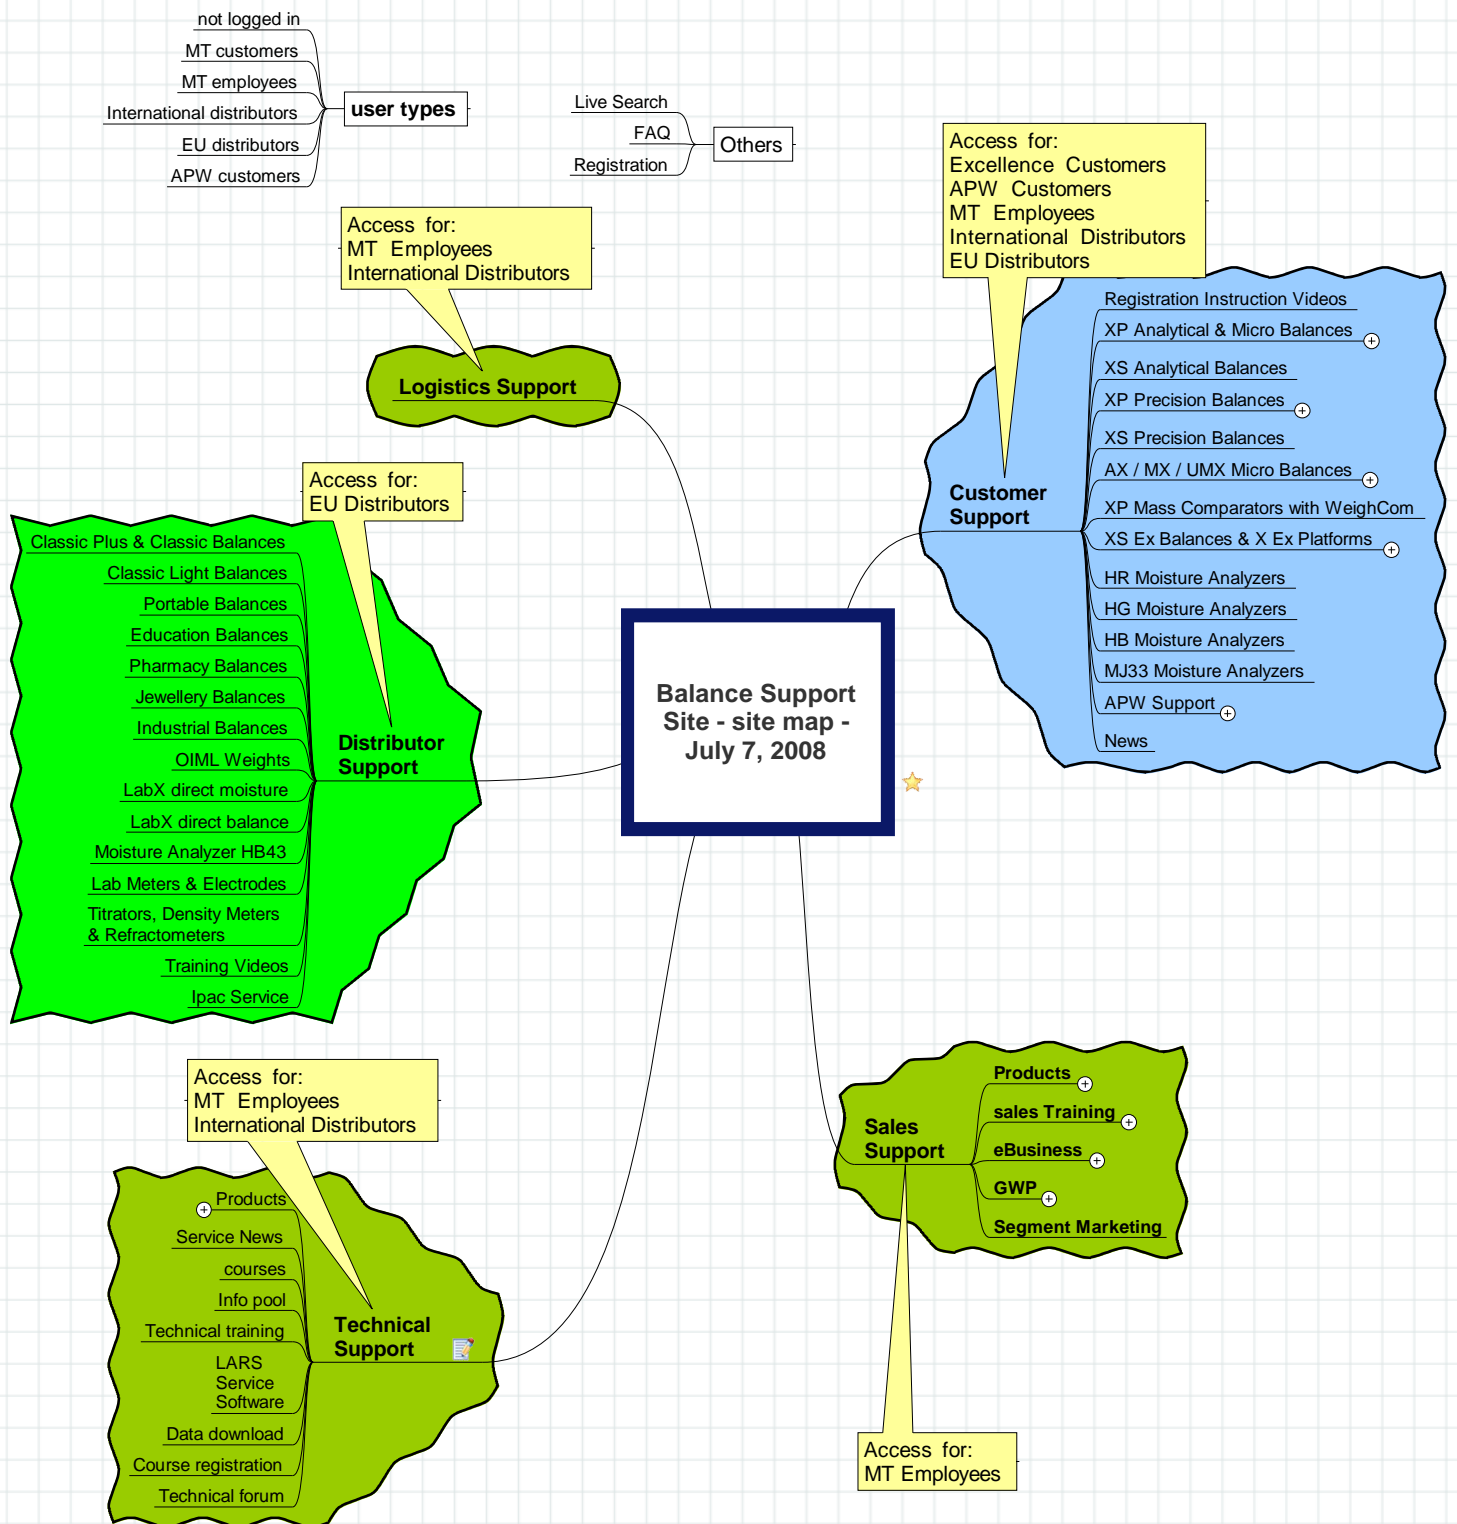 not logged in
MT customers
MT employees
International distributors
EU distributors
APW customers
user types
Live Search
FAQ
Registration
Others
Access for:
MT Employees
International Distributors
Logistics Support
Access for:
Excellence Customers
APW Customers
MT Employees
International Distributors
EU Distributors
Customer
Support
Registration Instruction Videos
XP Analytical & Micro Balances
XS Analytical Balances
XP Precision Balances
XS Precision Balances
AX / MX / UMX Micro Balances
XP Mass Comparators with WeighCom
XS Ex Balances & X Ex Platforms
HR Moisture Analyzers
HG Moisture Analyzers
HB Moisture Analyzers
MJ33 Moisture Analyzers
APW Support
News
Access for:
EU Distributors
Classic Plus & Classic Balances
Classic Light Balances
Portable Balances
Education Balances
Pharmacy Balances
Jewellery Balances
Industrial Balances
OIML Weights
LabX direct moisture
LabX direct balance
Moisture Analyzer HB43
Lab Meters & Electrodes
Titrators, Density Meters
& Refractometers
Training Videos
Ipac Service
Distributor
Support
Balance Support
Site - site map -
July 7, 2008
Access for:
MT Employees
International Distributors
Products
Service News
courses
Info pool
Technical training
LARS
Service
Software
Data download
Course registration
Technical forum
Technical
Support
Sales
Support
Products
sales Training
eBusiness
GWP
Segment Marketing
Access for:
MT Employees